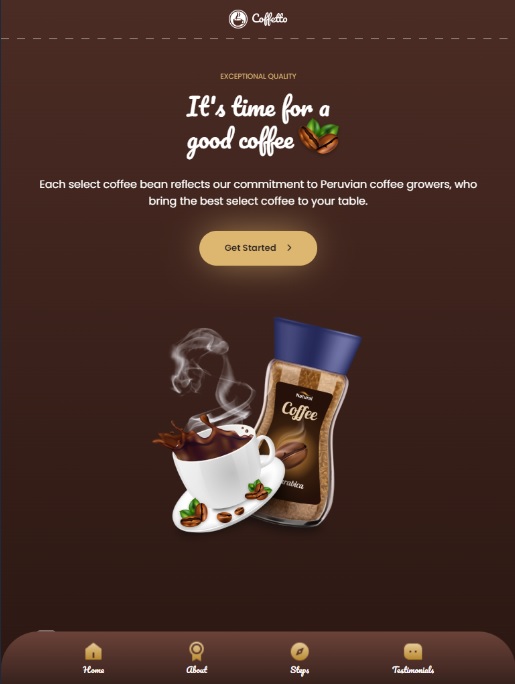 Coffetto
EXCEPTIONAL QUALITY
It's time for a
good coffee
Each select coffee bean reflects our commitment to Peruvian coffee growers, who
bring the best select coffee to your table.
Get Started
Natural
Coffee
Arabica
Home
About
Steps
Testimonials